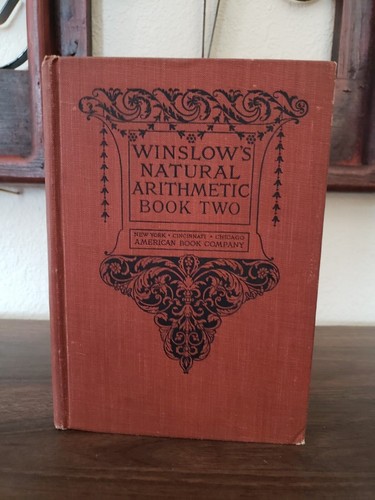 WINSLOW'S
NATURAL
ARITHMETIC
BOOK TWO
NEW YORK • CINCINNATI • CHICAGO
AMERICAN BOOK COMPANY